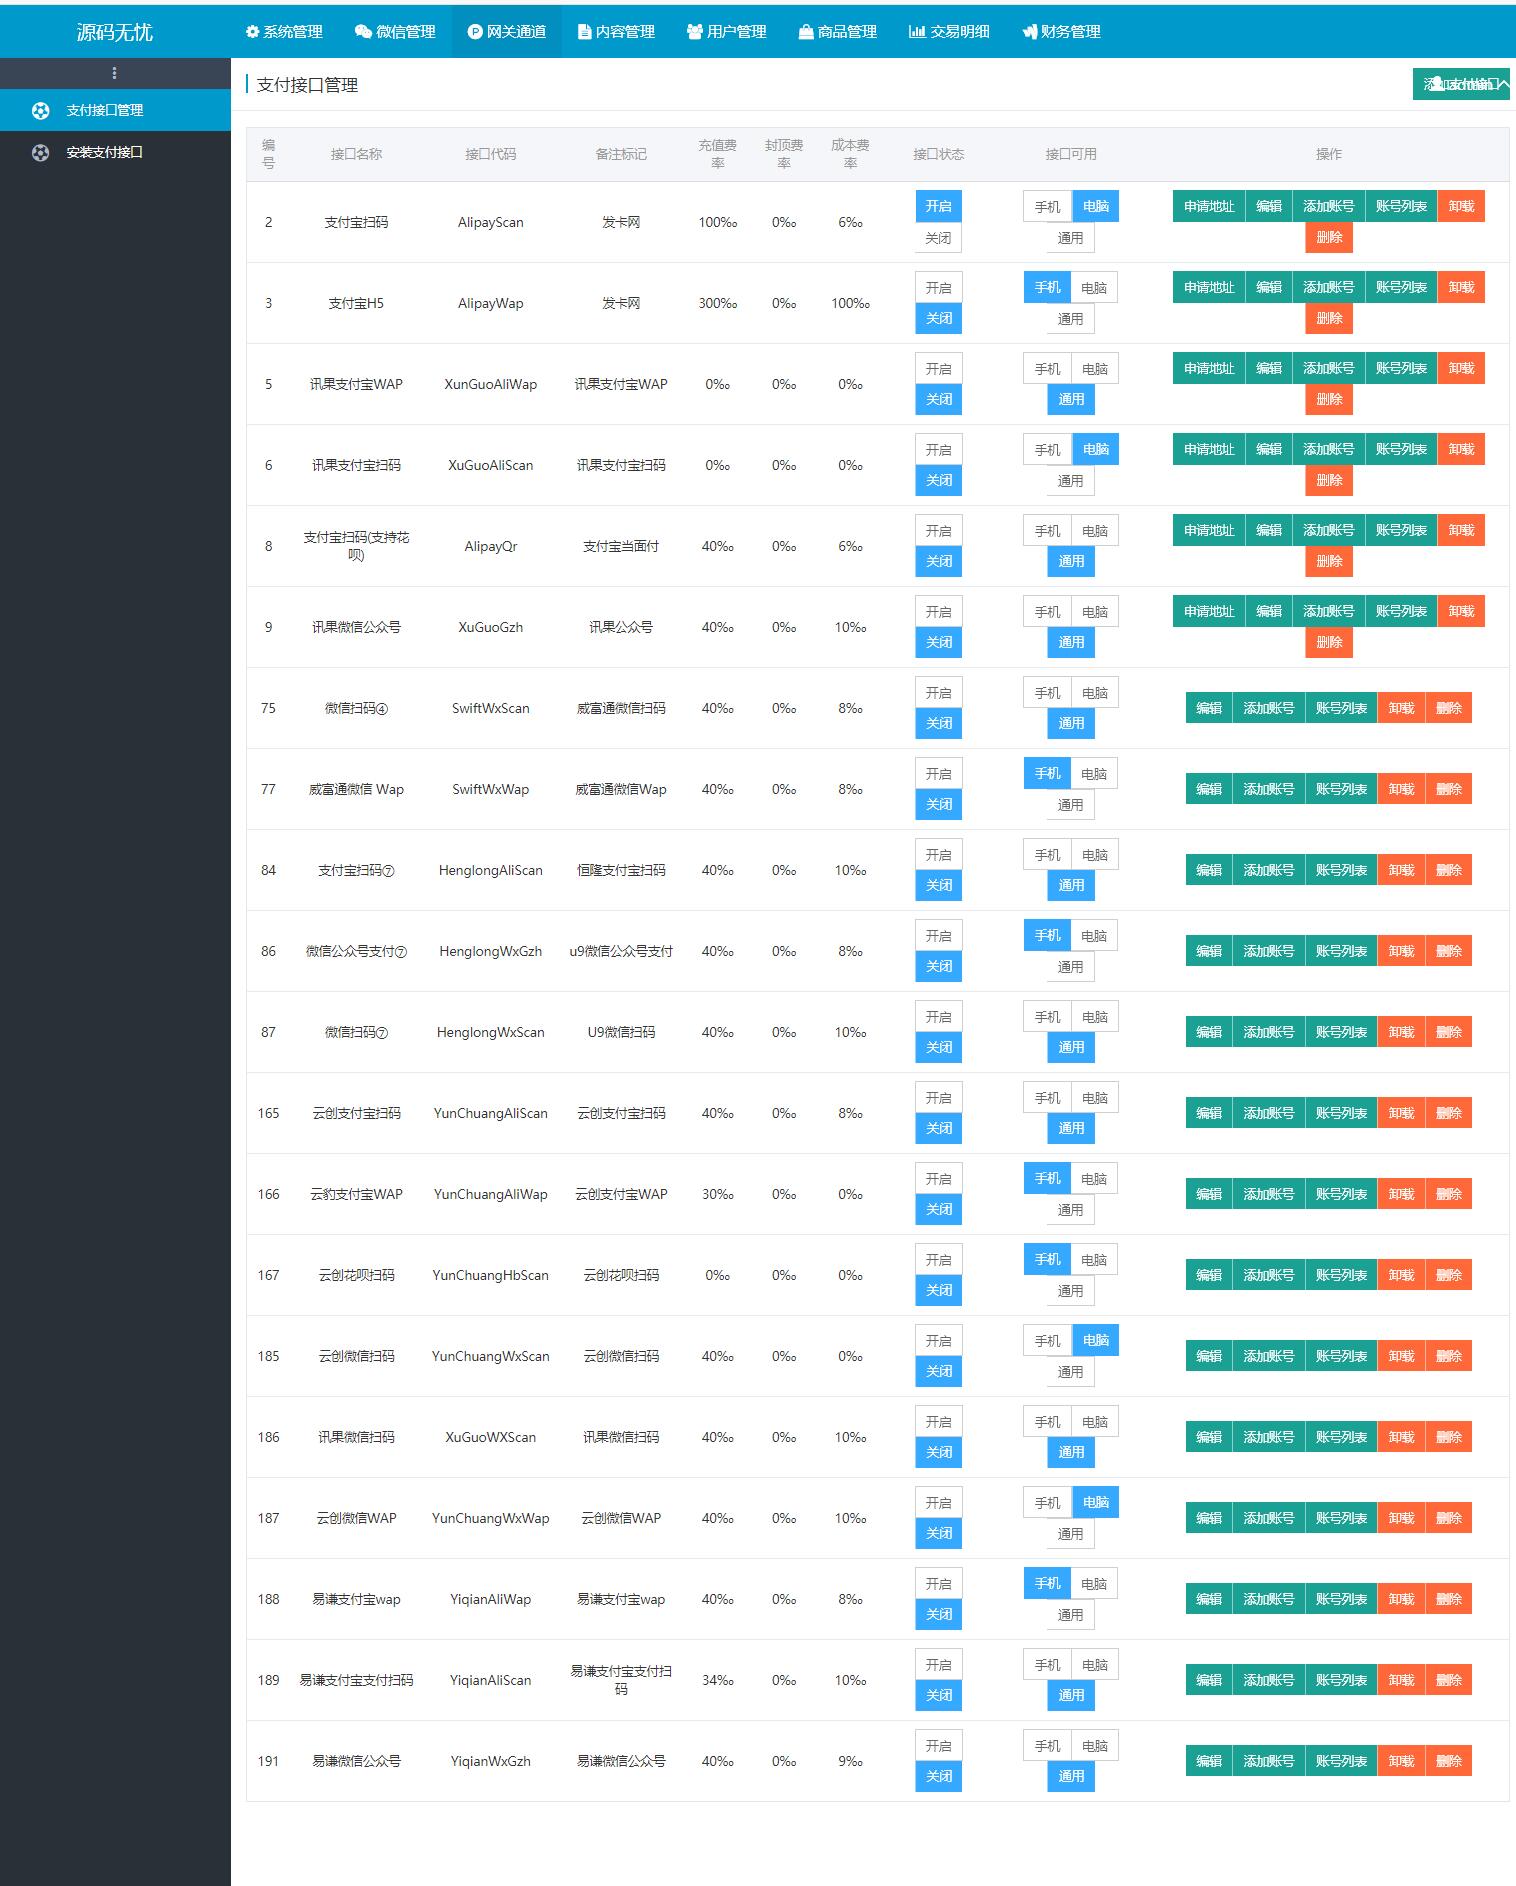 源码无忧
系统管理 微信管理 网关通道 内容管理 用户管理 商品管理 交易明细 财务管理
支付接口管理
安装支付接口
支付接口管理
编号 接口名称 接口代码 备注标记 充值费率 封顶费率 成本费率 接口状态 接口可用 操作
2 支付宝扫码 AlipayScan 发卡网 100‰ 0‰ 6‰ 开启 关闭 手机 电脑 通用 申请地址 编辑 添加账号 账号列表 卸载 删除
3 支付宝H5 AlipayWap 发卡网 300‰ 0‰ 100‰ 开启 关闭 手机 电脑 通用 申请地址 编辑 添加账号 账号列表 卸载 删除
5 讯果支付宝WAP XunGuoAliWap 讯果支付宝WAP 0‰ 0‰ 0‰ 开启 关闭 手机 电脑 通用 申请地址 编辑 添加账号 账号列表 卸载 删除
6 讯果支付宝扫码 XuGuoAliScan 讯果支付宝扫码 0‰ 0‰ 0‰ 开启 关闭 手机 电脑 通用 申请地址 编辑 添加账号 账号列表 卸载 删除
8 支付宝扫码(支持花呗) AlipayQr 支付宝当面付 40‰ 0‰ 6‰ 开启 关闭 手机 电脑 通用 申请地址 编辑 添加账号 账号列表 卸载 删除
9 讯果微信公众号 XuGuoGzh 讯果公众号 40‰ 0‰ 10‰ 开启 关闭 手机 电脑 通用 申请地址 编辑 添加账号 账号列表 卸载 删除
75 微信扫码④ SwiftWxScan 威富通微信扫码 40‰ 0‰ 8‰ 开启 关闭 手机 电脑 通用 编辑 添加账号 账号列表 卸载 删除
77 威富通微信 Wap SwiftWxWap 威富通微信Wap 40‰ 0‰ 8‰ 开启 关闭 手机 电脑 通用 编辑 添加账号 账号列表 卸载 删除
84 支付宝扫码⑦ HenglongAliScan 恒隆支付宝扫码 40‰ 0‰ 10‰ 开启 关闭 手机 电脑 通用 编辑 添加账号 账号列表 卸载 删除
86 微信公众号支付⑦ HenglongWxGzh u9微信公众号支付 40‰ 0‰ 8‰ 开启 关闭 手机 电脑 通用 编辑 添加账号 账号列表 卸载 删除
87 微信扫码⑦ HenglongWxScan U9微信扫码 40‰ 0‰ 10‰ 开启 关闭 手机 电脑 通用 编辑 添加账号 账号列表 卸载 删除
165 云创支付宝扫码 YunChuangAliScan 云创支付宝扫码 40‰ 0‰ 8‰ 开启 关闭 手机 电脑 通用 编辑 添加账号 账号列表 卸载 删除
166 云豹支付宝WAP YunChuangAliWap 云创支付宝WAP 30‰ 0‰ 0‰ 开启 关闭 手机 电脑 通用 编辑 添加账号 账号列表 卸载 删除
167 云创花呗扫码 YunChuangHbScan 云创花呗扫码 0‰ 0‰ 0‰ 开启 关闭 手机 电脑 通用 编辑 添加账号 账号列表 卸载 删除
185 云创微信扫码 YunChuangWxScan 云创微信扫码 40‰ 0‰ 0‰ 开启 关闭 手机 电脑 通用 编辑 添加账号 账号列表 卸载 删除
186 讯果微信扫码 XuGuoWXScan 讯果微信扫码 40‰ 0‰ 10‰ 开启 关闭 手机 电脑 通用 编辑 添加账号 账号列表 卸载 删除
187 云创微信WAP YunChuangWxWap 云创微信WAP 40‰ 0‰ 10‰ 开启 关闭 手机 电脑 通用 编辑 添加账号 账号列表 卸载 删除
188 易谦支付宝wap YiqianAliWap 易谦支付宝wap 40‰ 0‰ 8‰ 开启 关闭 手机 电脑 通用 编辑 添加账号 账号列表 卸载 删除
189 易谦支付宝支付扫码 YiqianAliScan 易谦支付宝支付扫码 34‰ 0‰ 10‰ 开启 关闭 手机 电脑 通用 编辑 添加账号 账号列表 卸载 删除
191 易谦微信公众号 YiqianWxGzh 易谦微信公众号 40‰ 0‰ 9‰ 开启 关闭 手机 电脑 通用 编辑 添加账号 账号列表 卸载 删除